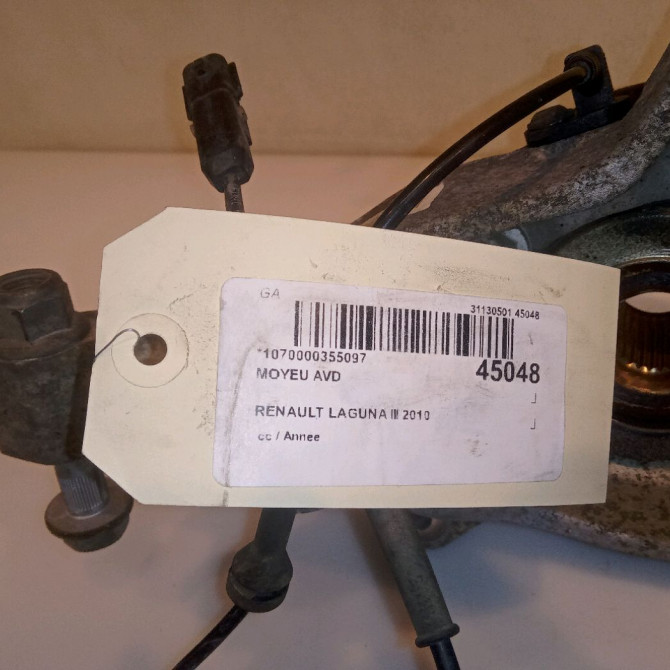 GA
31130501 45048
*1070000355097
45048
MOYEU AVD
RENAULT LAGUNA III 2010
cc / Annee